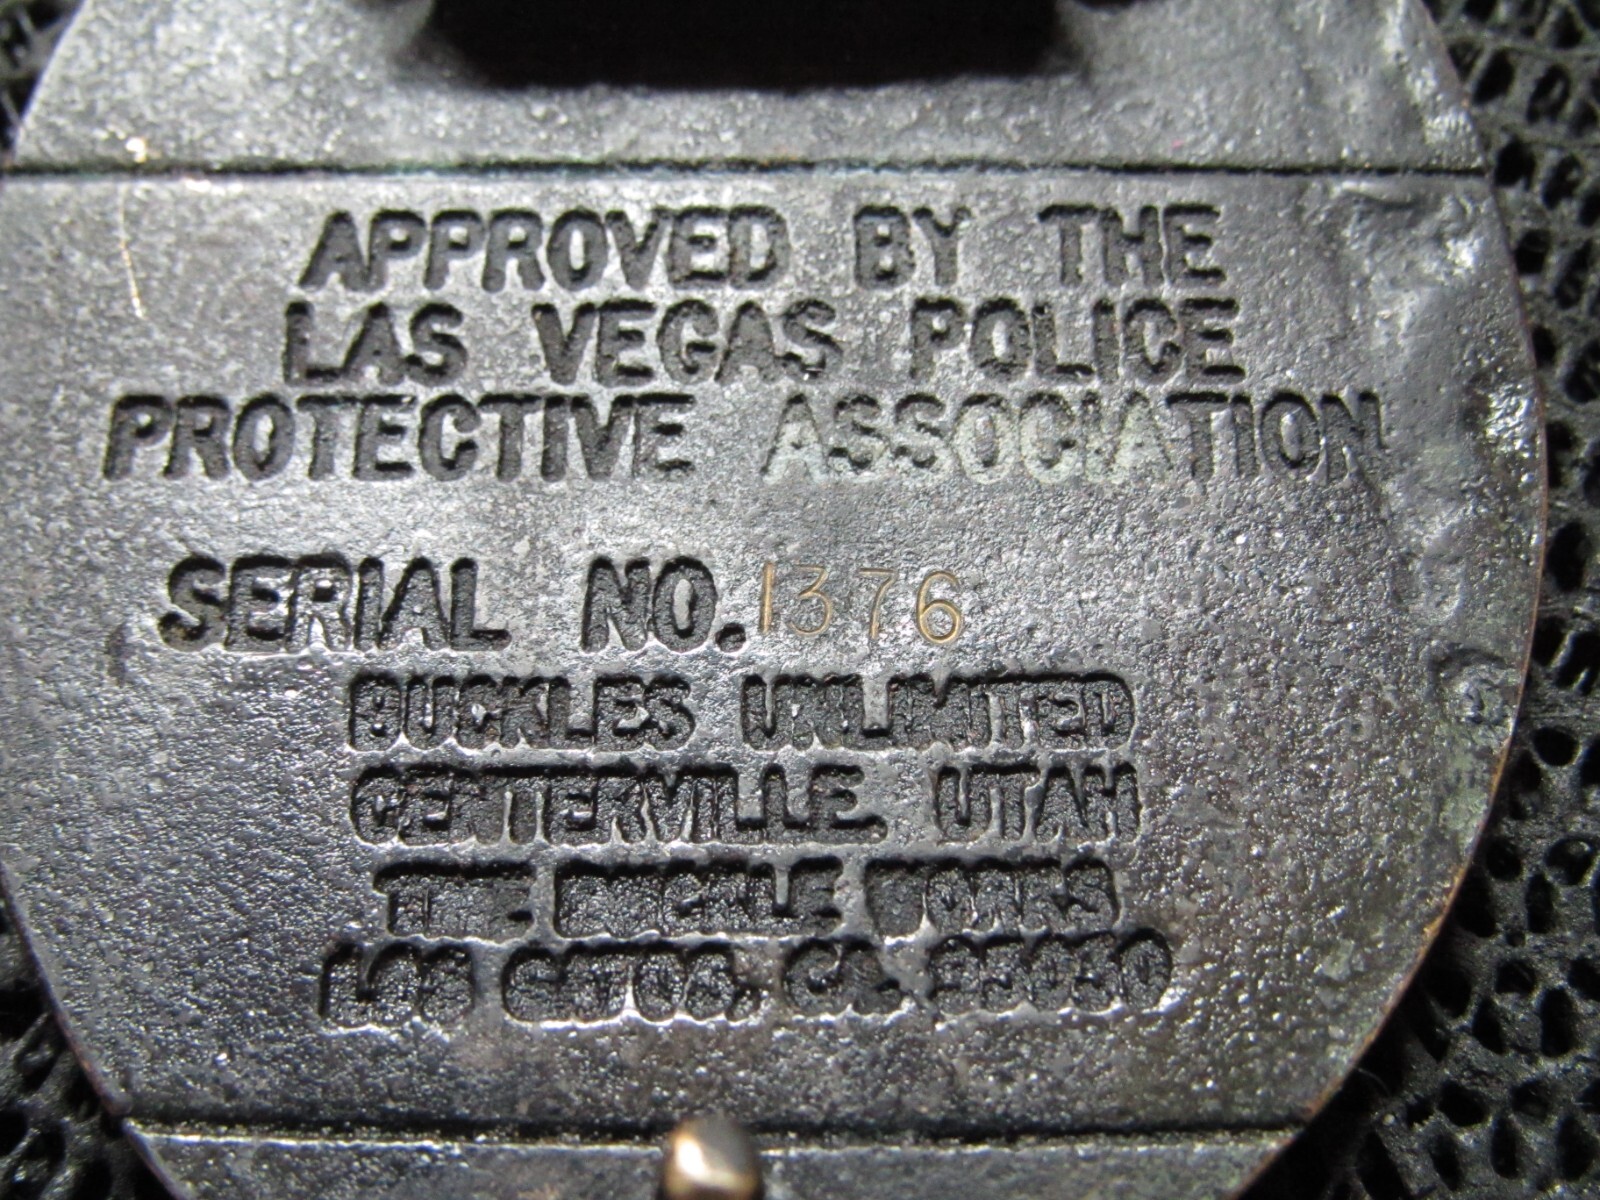 APPROVED BY THE
LAS VEGAS POLICE
PROTECTIVE ASSOCIATION
SERIAL NO. 1376
BUCKLES UNLIMITED
CENTERVILLE, UTAH
THE BUCKLE WORKS
LOS GATOS, CA. 95030